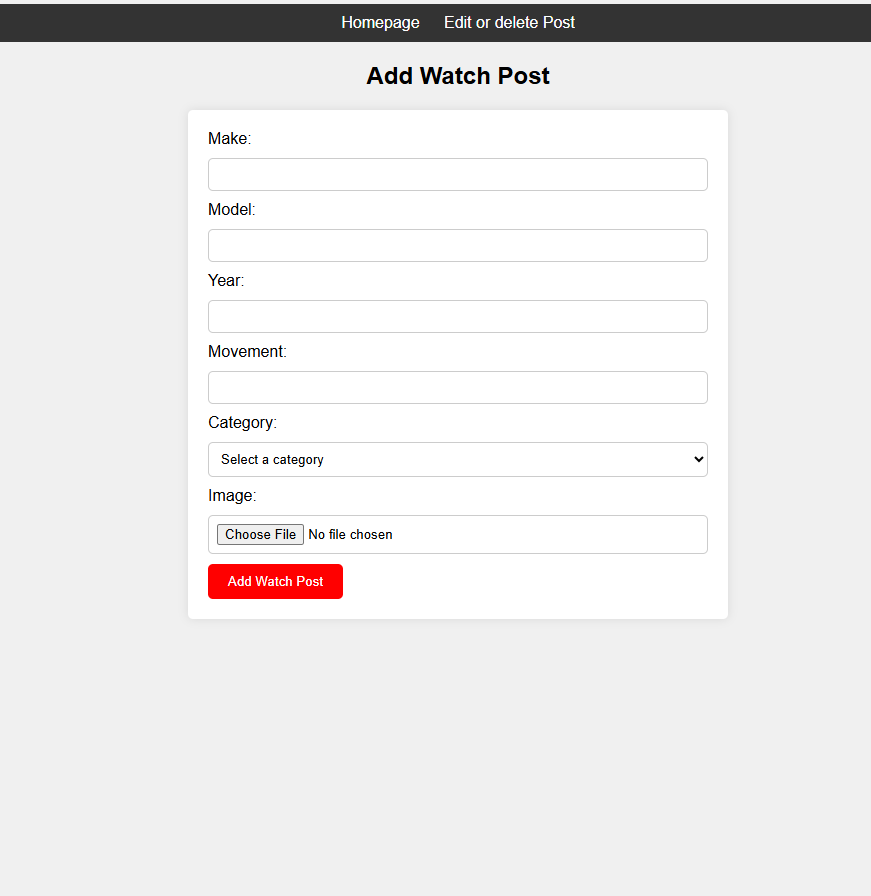 Homepage Edit or delete Post
Add Watch Post
Make:
Model:
Year:
Movement:
Category:
Select a category
Image:
Choose File No file chosen
Add Watch Post